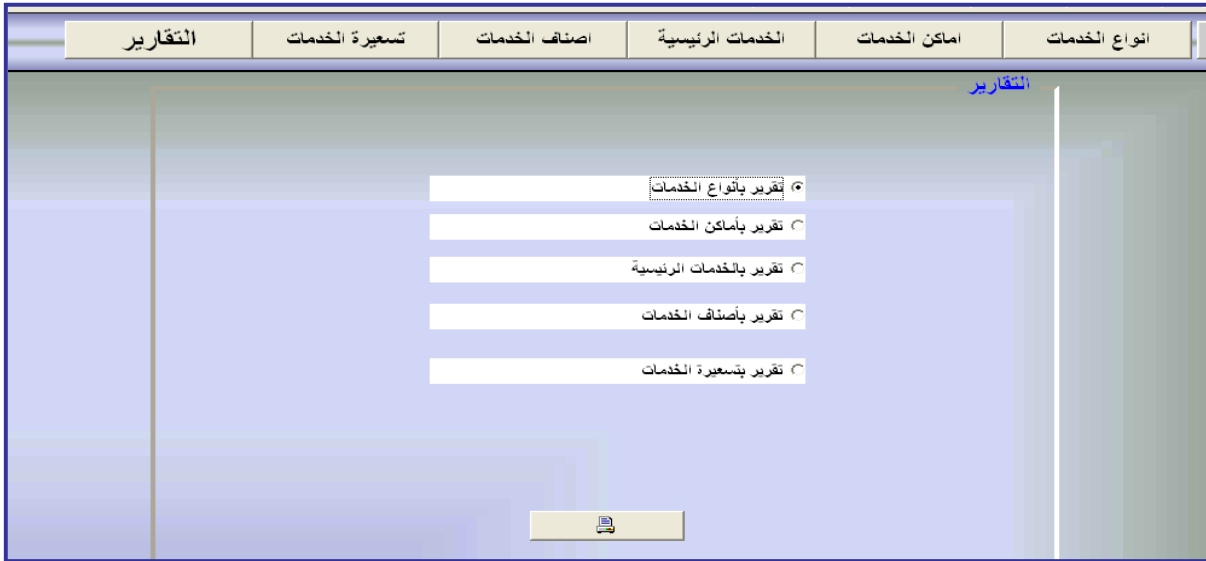 انواع الخدمات
اماكن الخدمات
الخدمات الرئيسية
اصناف الخدمات
تسعيرة الخدمات
التقارير
التقارير
تقرير بأنواع الخدمات
تقرير بأماكن الخدمات
تقرير بالخدمات الرئيسية
تقرير بأصناف الخدمات
تقرير بتسعيرة الخدمات